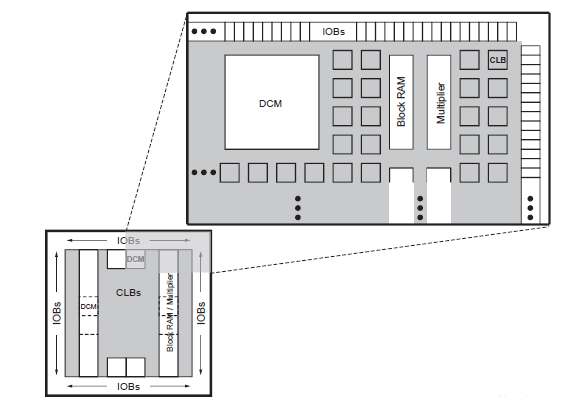 IOBs
CLB
DCM
Block RAM
Multiplier
IOBs
DCM
CLBs
IOBs
DCM
Block RAM / Multiplier
IOBs
IOBs